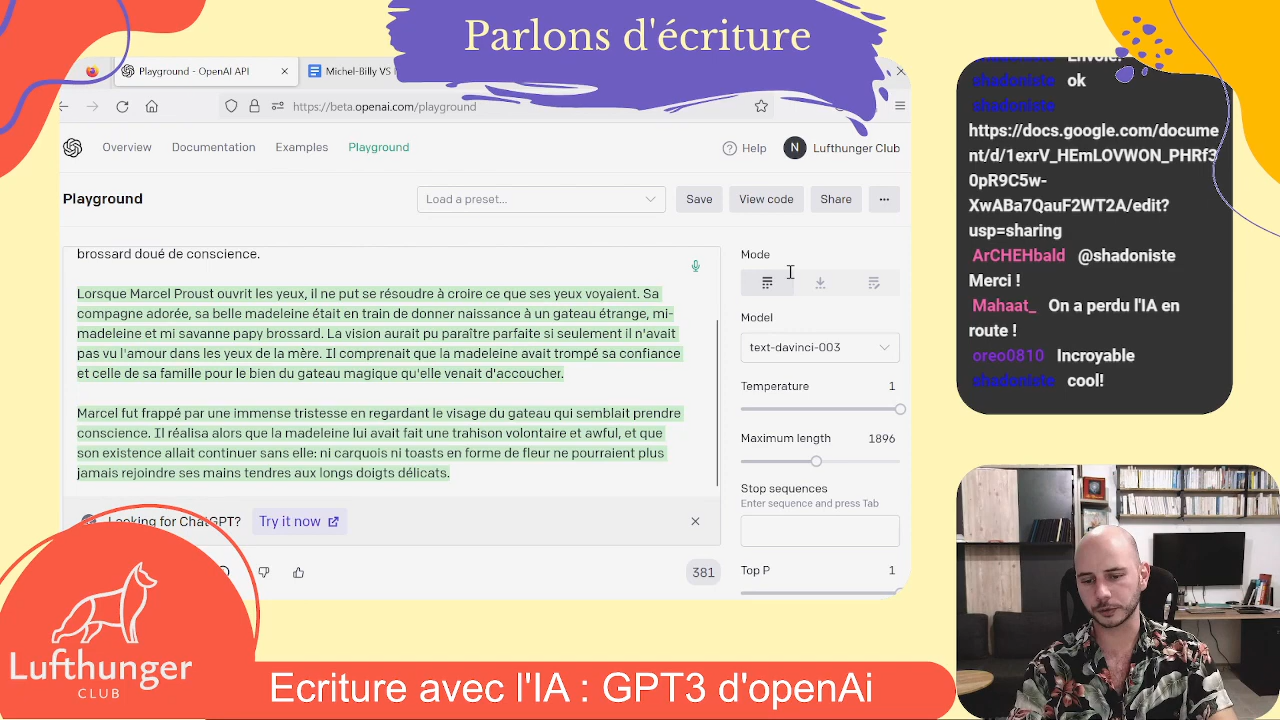 Parlons d'écriture
Playground - OpenAI API
Michel-Billy VS
https://beta.openai.com/playground
Overview
Documentation
Examples
Playground
Help
N
Lufthunger Club
Playground
Load a preset...
Save
View code
Share
brossard doué de conscience.
Lorsque Marcel Proust ouvrit les yeux, il ne put se résoudre à croire ce que ses yeux voyaient. Sa
compagne adorée, sa belle madeleine était en train de donner naissance à un gateau étrange, mi-
madeleine et mi savanne papy brossard. La vision aurait pu paraître parfaite si seulement il n'avait
pas vu l'amour dans les yeux de la mère. Il comprenait que la madeleine avait trompé sa confiance
et celle de sa famille pour le bien du gateau magique qu'elle venait d'accoucher.
Marcel fut frappé par une immense tristesse en regardant le visage du gateau qui semblait prendre
conscience. Il réalisa alors que la madeleine lui avait fait une trahison volontaire et awful, et que
son existence allait continuer sans elle: ni carquois ni toasts en forme de fleur ne pourraient plus
jamais rejoindre ses mains tendres aux longs doigts délicats.
Looking for ChatGPT?
Try it now
381
Mode
Model
text-davinci-003
Temperature
1
Maximum length
1896
Stop sequences
Enter sequence and press Tab
Top P
1
Envoie!
shadoniste ok
shadoniste
https://docs.google.com/docume
nt/d/1exrV_HEmLOVWON_PHRf3
0pR9C5w-
XwABa7QauF2WT2A/edit?
usp=sharing
ArCHEHbald @shadoniste
Merci !
Mahaat_ On a perdu l'IA en
route !
oreo0810 Incroyable
shadoniste cool!
Lufthunger
CLUB
Ecriture avec l'IA : GPT3 d'openAi